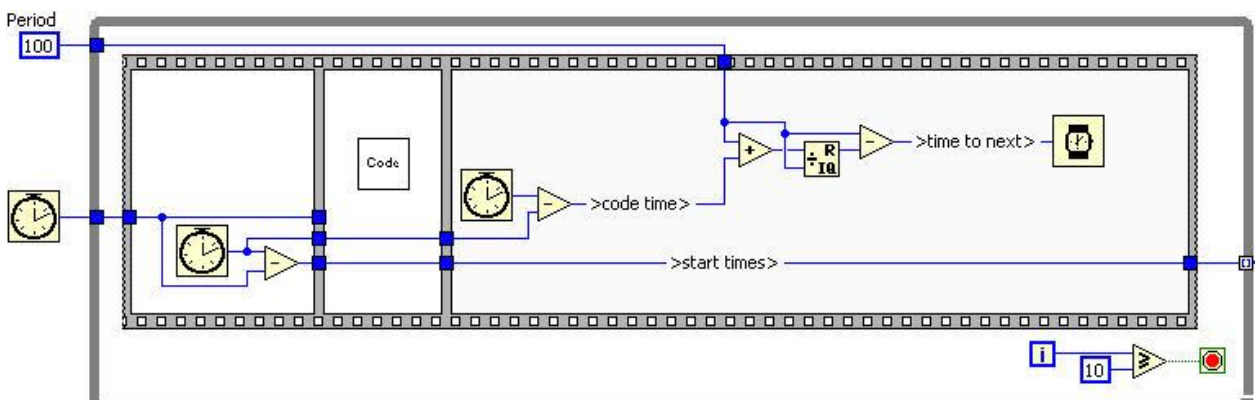 Period
100
Code
+
-
÷ R
IQ
>time to next>
-
>code time>
-
>start times>
i
10
≥